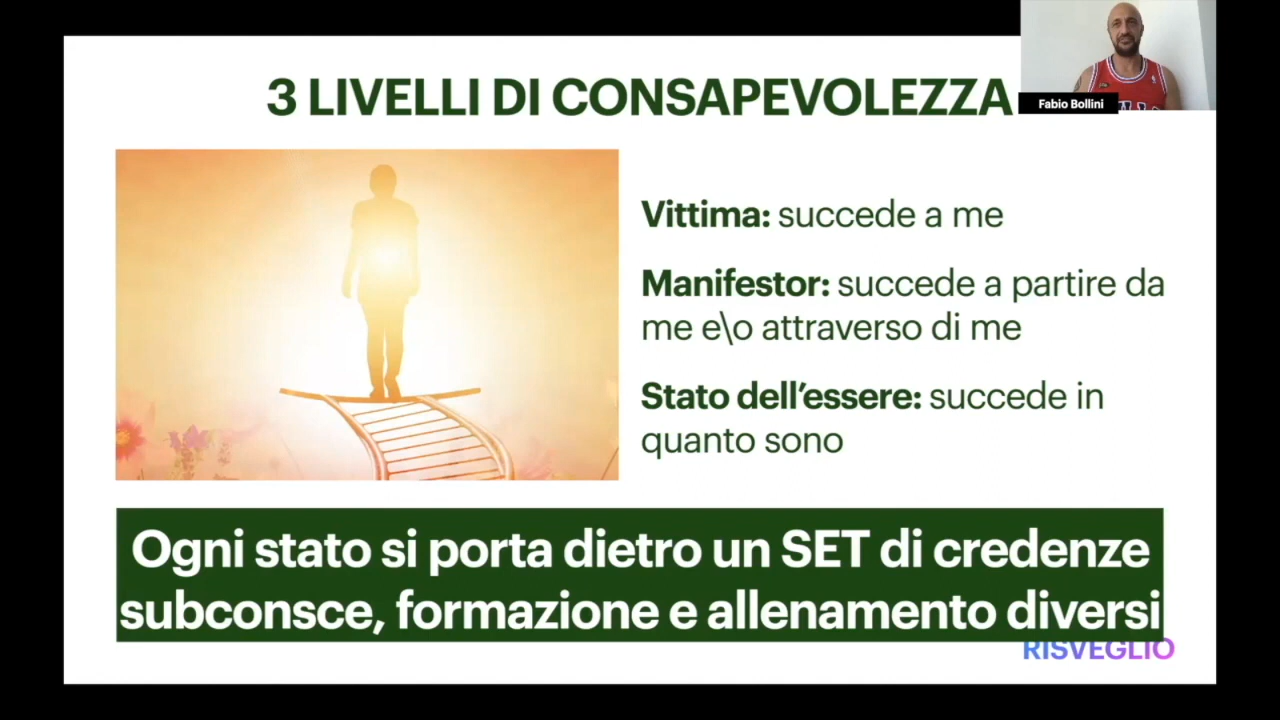 3 LIVELLI DI CONSAPEVOLEZZA
Fabio Bollini
Vittima: succede a me
Manifestor: succede a partire da
me e\o attraverso di me
Stato dell’essere: succede in
quanto sono
Ogni stato si porta dietro un SET di credenze
subconsce, formazione e allenamento diversi
RISVEGLIO